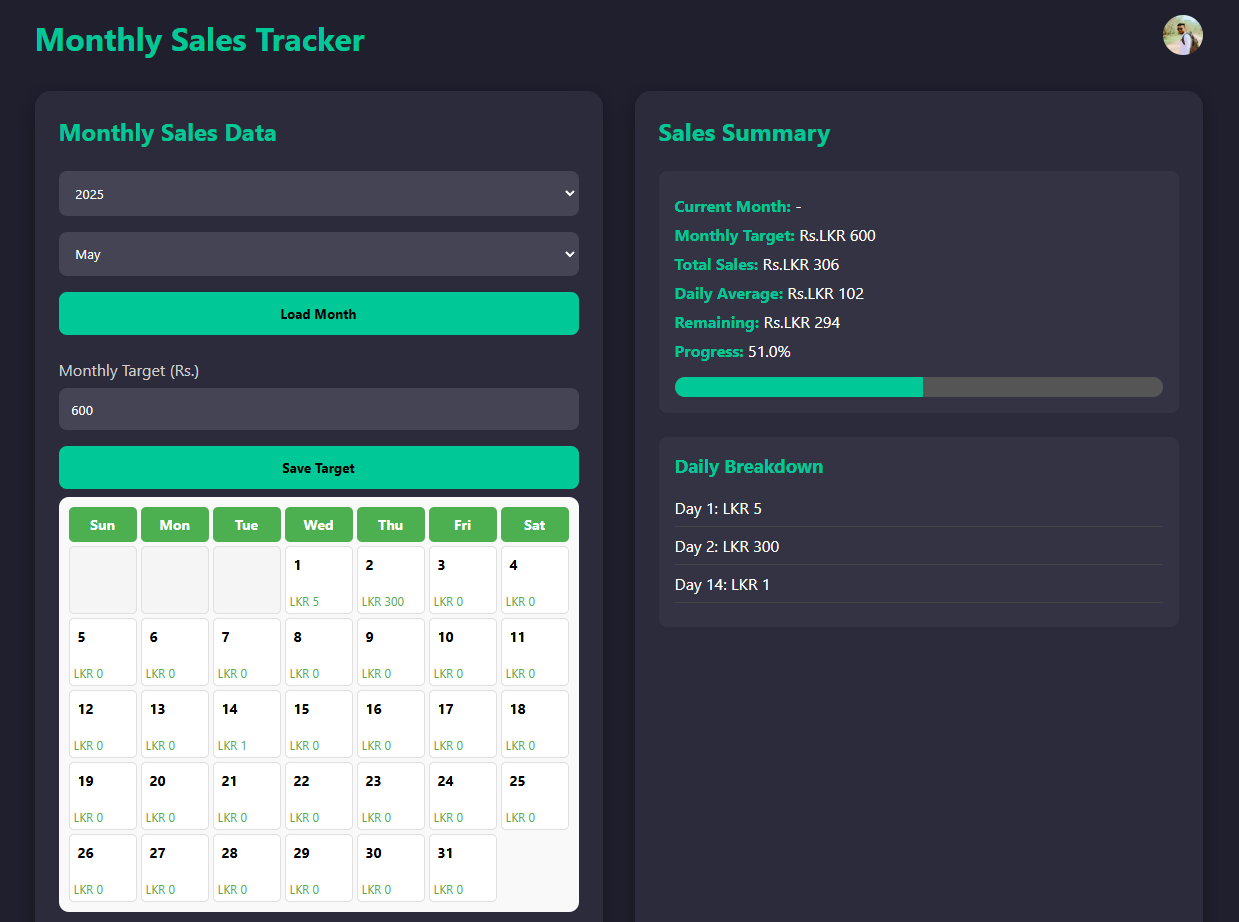 Monthly Sales Tracker
Monthly Sales Data
2025
May
Load Month
Monthly Target (Rs.)
600
Save Target
Sun Mon Tue Wed Thu Fri Sat
1 2 3 4
LKR 5 LKR 300 LKR 0 LKR 0
5 6 7 8 9 10 11
LKR 0 LKR 0 LKR 0 LKR 0 LKR 0 LKR 0 LKR 0
12 13 14 15 16 17 18
LKR 0 LKR 0 LKR 1 LKR 0 LKR 0 LKR 0 LKR 0
19 20 21 22 23 24 25
LKR 0 LKR 0 LKR 0 LKR 0 LKR 0 LKR 0 LKR 0
26 27 28 29 30 31
LKR 0 LKR 0 LKR 0 LKR 0 LKR 0 LKR 0
Sales Summary
Current Month: -
Monthly Target: Rs.LKR 600
Total Sales: Rs.LKR 306
Daily Average: Rs.LKR 102
Remaining: Rs.LKR 294
Progress: 51.0%
Daily Breakdown
Day 1: LKR 5
Day 2: LKR 300
Day 14: LKR 1